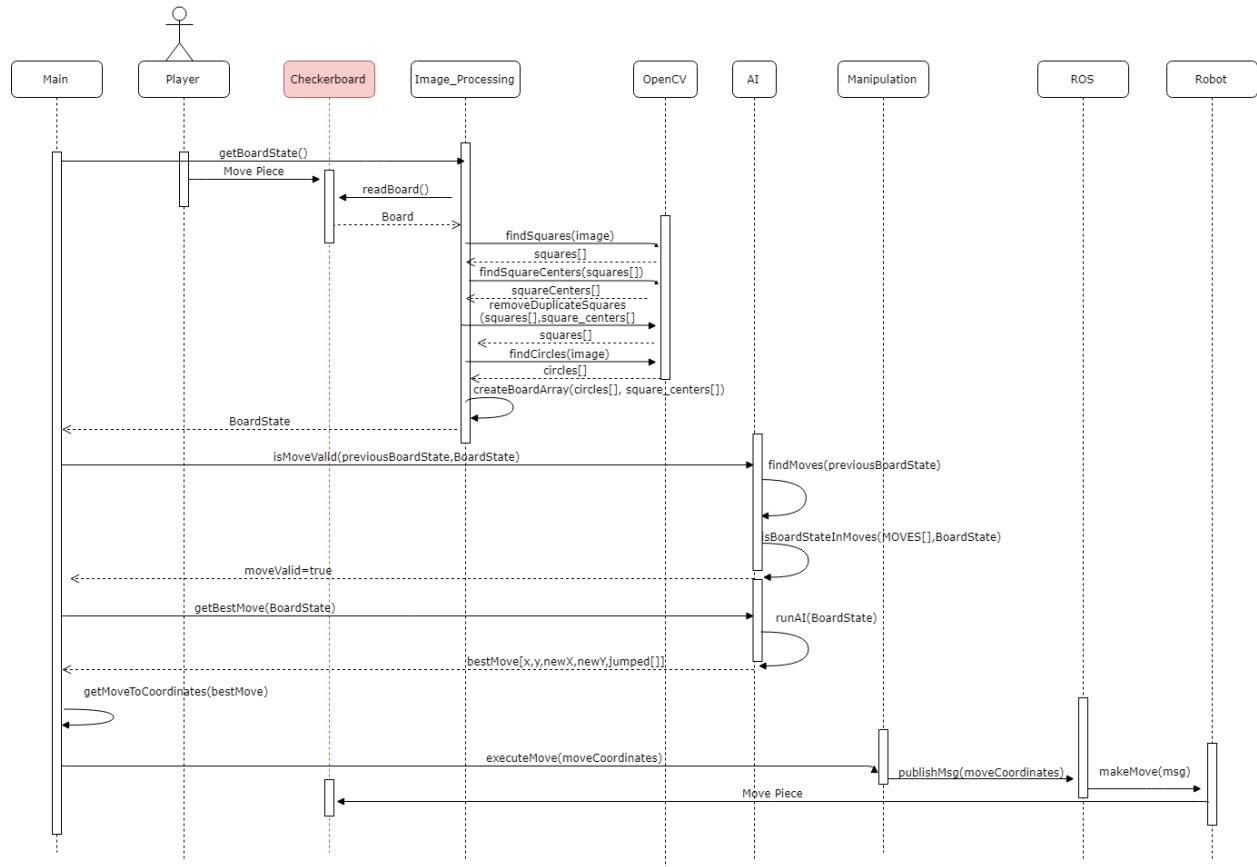 Main
Player
Checkerboard
Image_Processing
OpenCV
AI
Manipulation
ROS
Robot
getBoardState()
Move Piece
readBoard()
Board
findSquares(image)
squares[]
findSquareCenters(squares[])
squareCenters[]
removeDuplicateSquares
(squares[],square_centers[]
squares[]
findCircles(image)
circles[]
createBoardArray(circles[], square_centers[])
BoardState
isMoveValid(previousBoardState,BoardState)
findMoves(previousBoardState)
isBoardStateInMoves(MOVES[],BoardState)
moveValid=true
getBestMove(BoardState)
runAI(BoardState)
bestMove[x,y,newX,newY,jumped[]]
getMoveToCoordinates(bestMove)
executeMove(moveCoordinates)
publishMsg(moveCoordinates)
makeMove(msg)
Move Piece